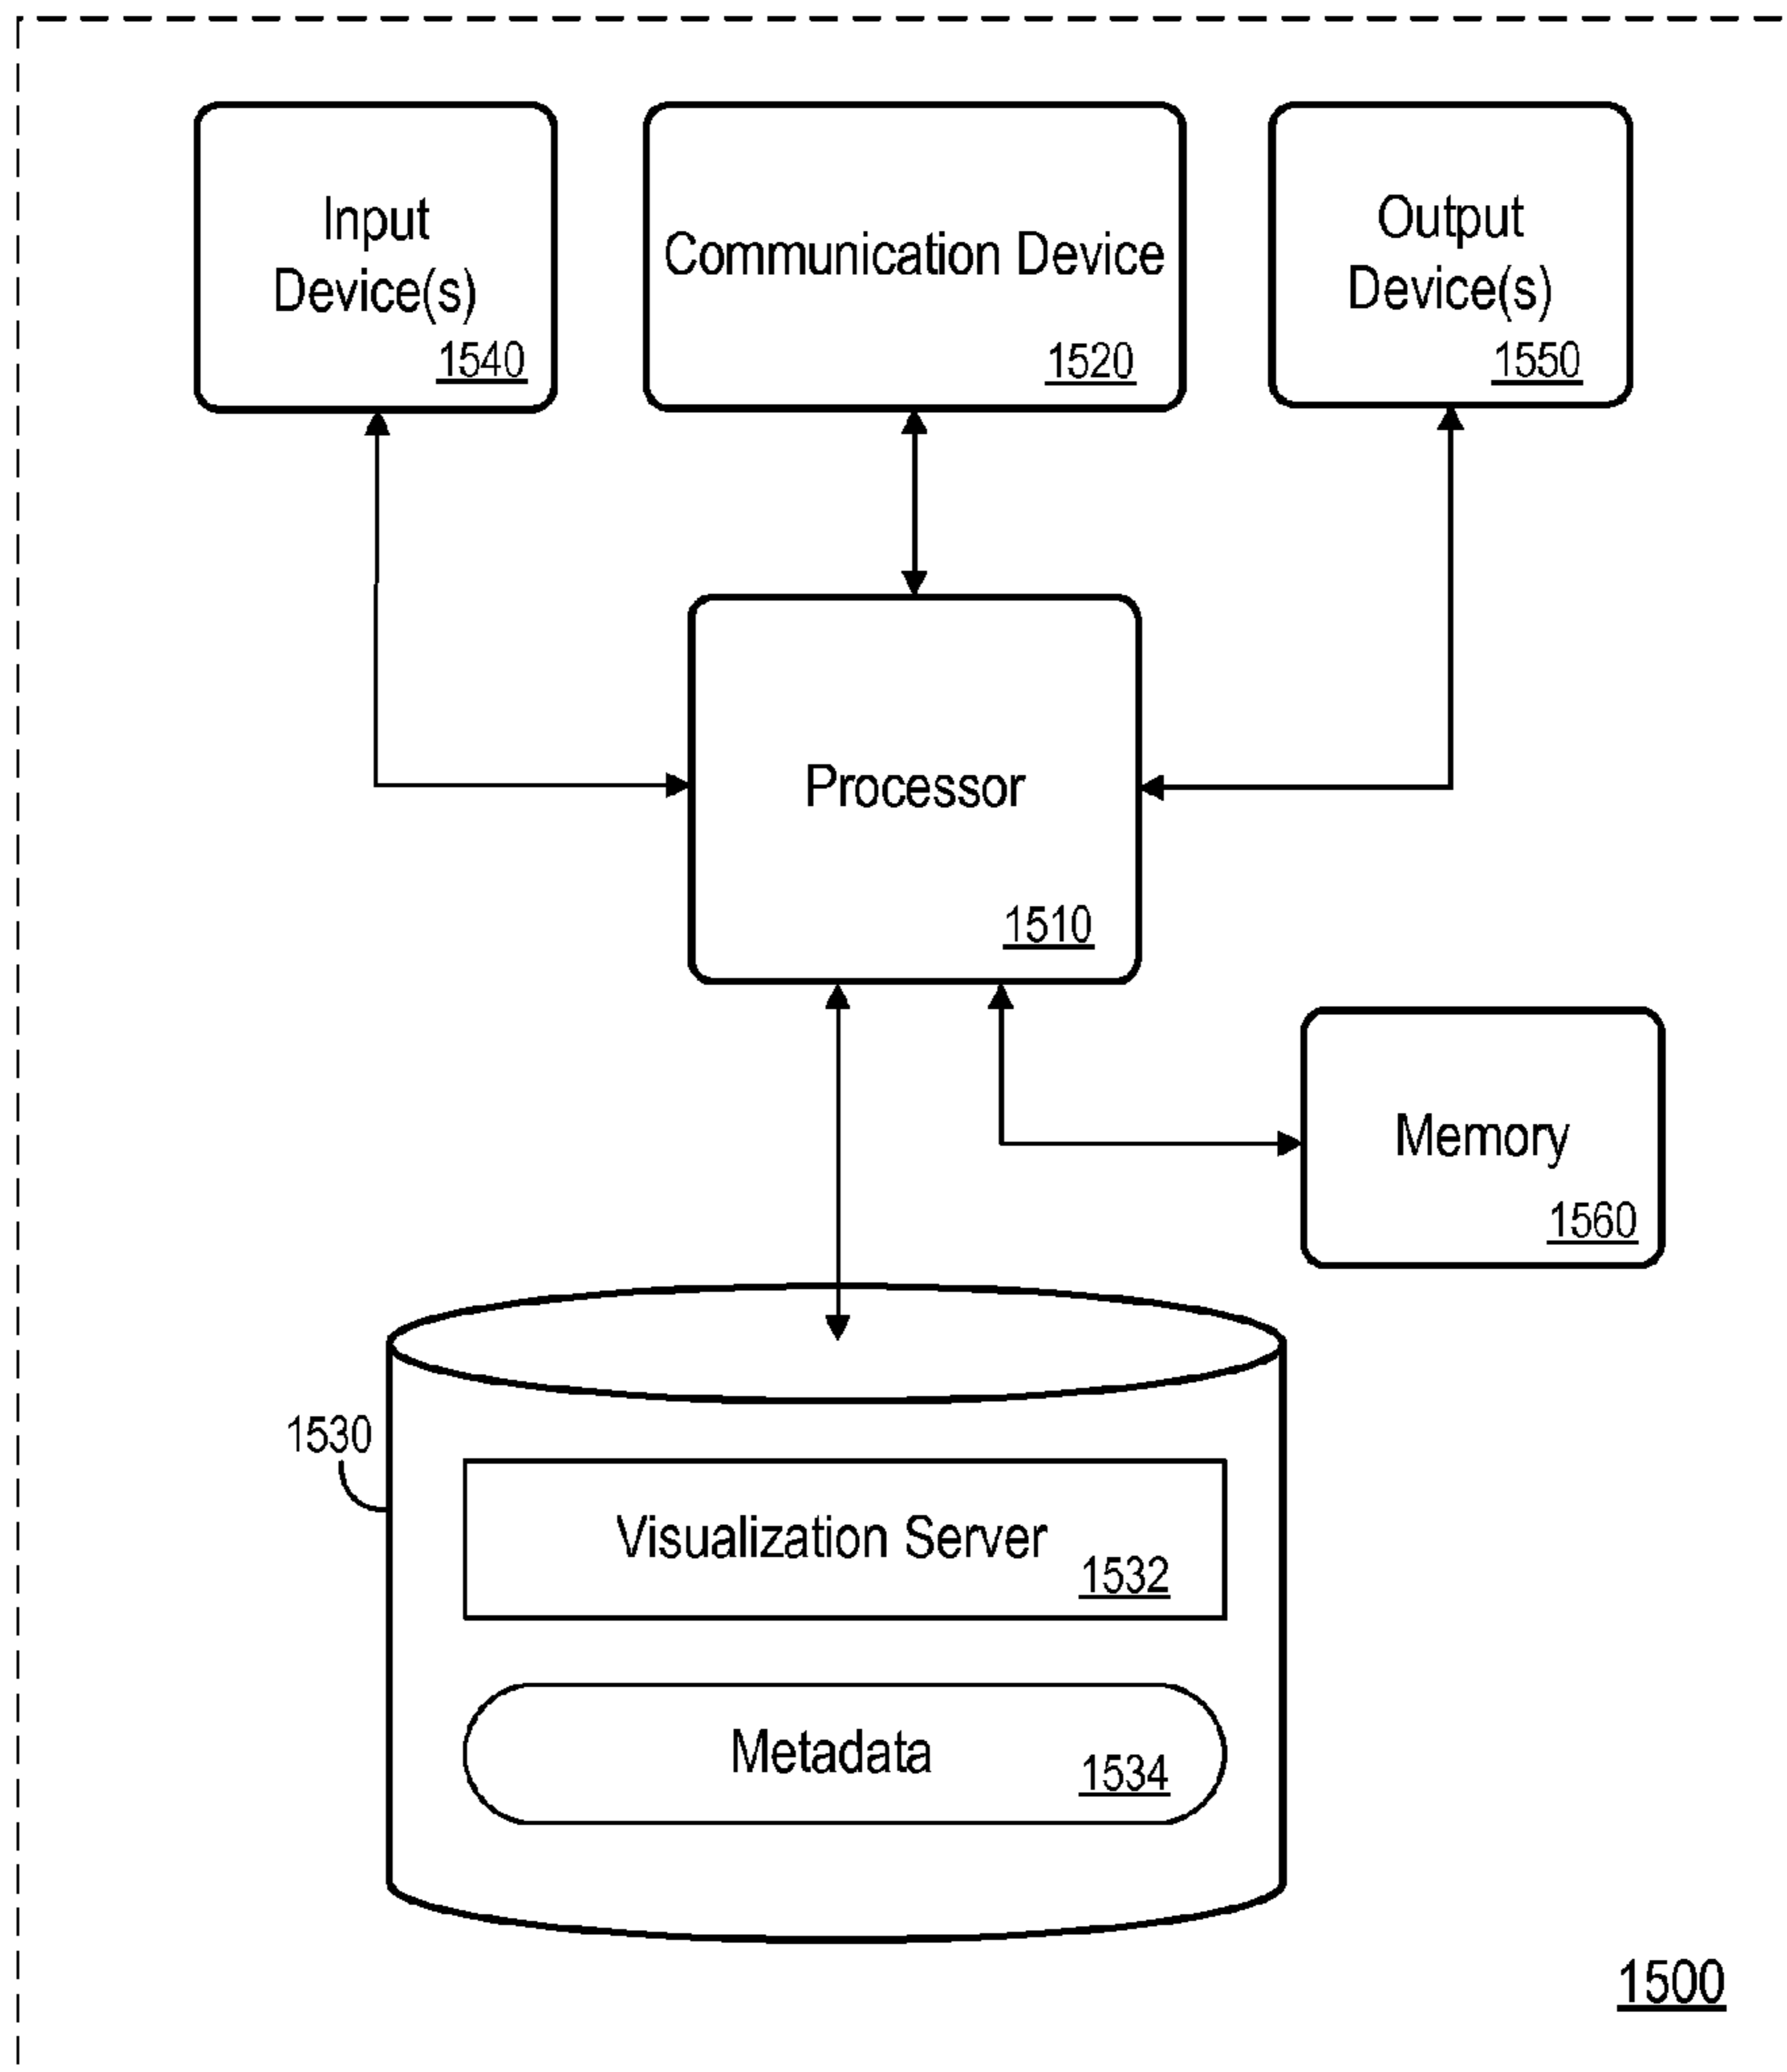 Input
Device(s)
1540
Communication Device
1520
Output
Device(s)
1550
Processor
1510
Memory
1560
1530
Visualization Server
1532
Metadata
1534
1500